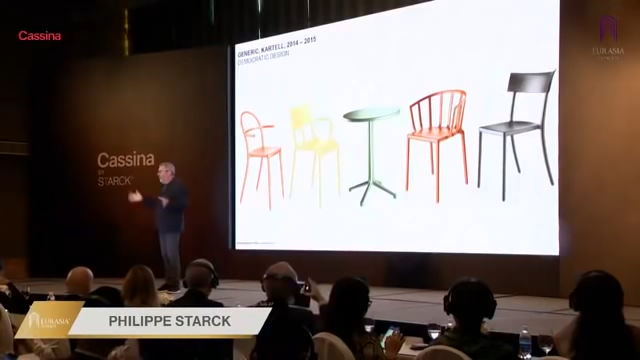 Cassina
GENERIC, KARTELL, 2014 – 2015
DEMOCRATIC DESIGN
EURASIA
Cassina
BY
STARCK
EURASIA
PHILIPPE STARCK